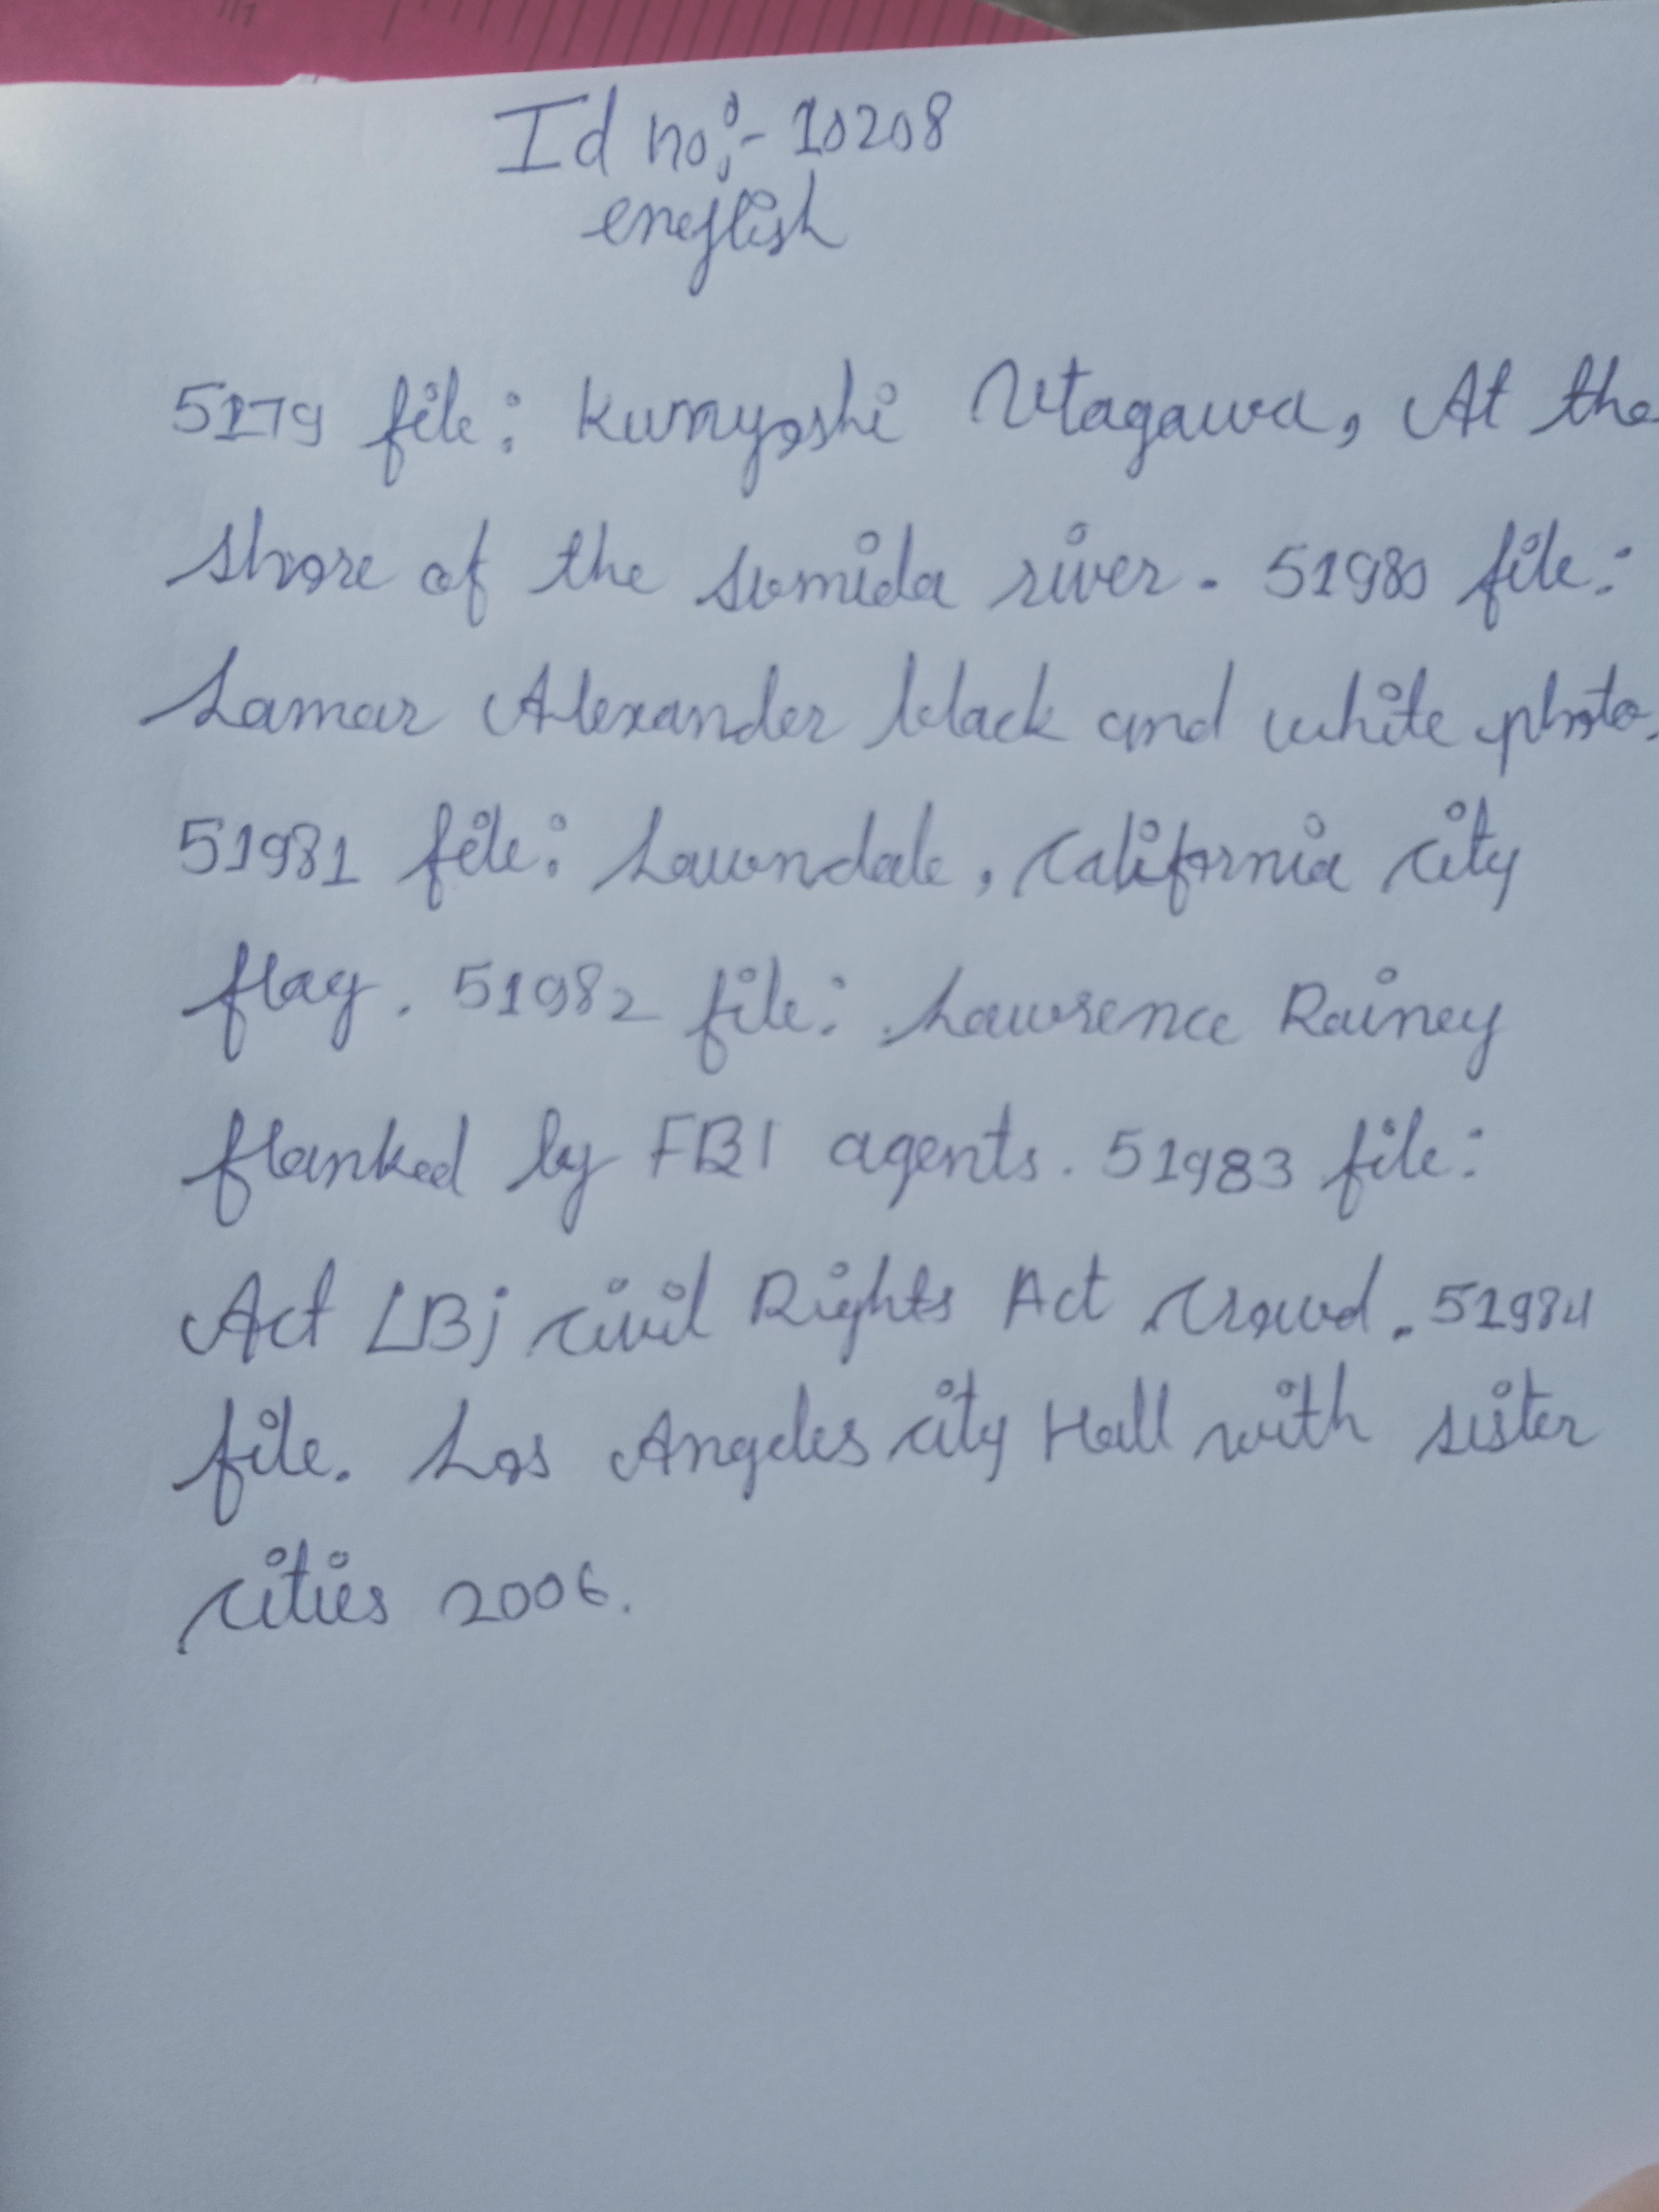 Id no:- 10208
english
5179 file: Kunyoshi Utagawa, At the
shore of the sumida river. 51980 file:
Lamar Alexander black and white photo.
51981 file: Lawndale, California city
flag. 51982 file: Lawrence Rainey
flanked by FBI agents. 51983 file:
Act LBj civil Rights Act crowd. 51984
file. Los Angeles city Hall with sister
cities 2006.